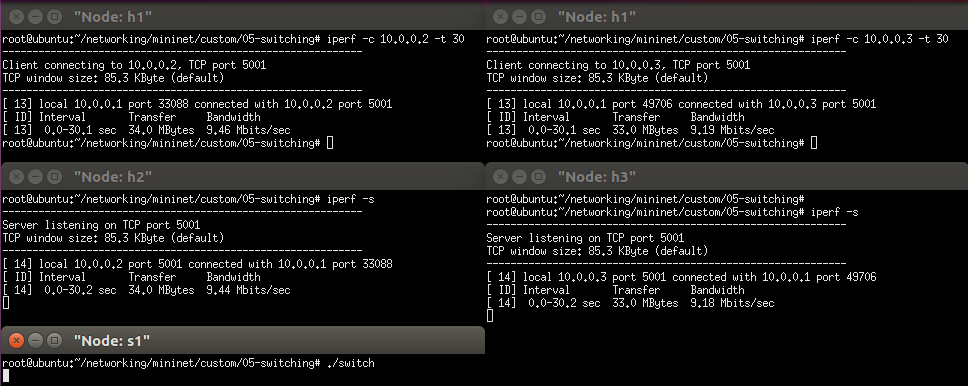 "Node: h1"
root@ubuntu:~/networking/mininet/custom/05-switching# iperf -c 10.0.0.2 -t 30
------------------------------------------------------------
Client connecting to 10.0.0.2, TCP port 5001
TCP window size: 85.3 KByte (default)
------------------------------------------------------------
[ 13] local 10.0.0.1 port 33088 connected with 10.0.0.2 port 5001
[ ID] Interval       Transfer     Bandwidth
[ 13]  0.0-30.1 sec  34.0 MBytes  9.46 Mbits/sec
root@ubuntu:~/networking/mininet/custom/05-switching#
"Node: h1"
root@ubuntu:~/networking/mininet/custom/05-switching# iperf -c 10.0.0.3 -t 30
------------------------------------------------------------
Client connecting to 10.0.0.3, TCP port 5001
TCP window size: 85.3 KByte (default)
------------------------------------------------------------
[ 13] local 10.0.0.1 port 49706 connected with 10.0.0.3 port 5001
[ ID] Interval       Transfer     Bandwidth
[ 13]  0.0-30.1 sec  33.0 MBytes  9.19 Mbits/sec
root@ubuntu:~/networking/mininet/custom/05-switching#
"Node: h2"
root@ubuntu:~/networking/mininet/custom/05-switching# iperf -s
------------------------------------------------------------
Server listening on TCP port 5001
TCP window size: 85.3 KByte (default)
------------------------------------------------------------
[ 14] local 10.0.0.2 port 5001 connected with 10.0.0.1 port 33088
[ ID] Interval       Transfer     Bandwidth
[ 14]  0.0-30.2 sec  34.0 MBytes  9.44 Mbits/sec
"Node: h3"
root@ubuntu:~/networking/mininet/custom/05-switching#
root@ubuntu:~/networking/mininet/custom/05-switching# iperf -s
------------------------------------------------------------
Server listening on TCP port 5001
TCP window size: 85.3 KByte (default)
------------------------------------------------------------
[ 14] local 10.0.0.3 port 5001 connected with 10.0.0.1 port 49706
[ ID] Interval       Transfer     Bandwidth
[ 14]  0.0-30.2 sec  33.0 MBytes  9.18 Mbits/sec
"Node: s1"
root@ubuntu:~/networking/mininet/custom/05-switching# ./switch